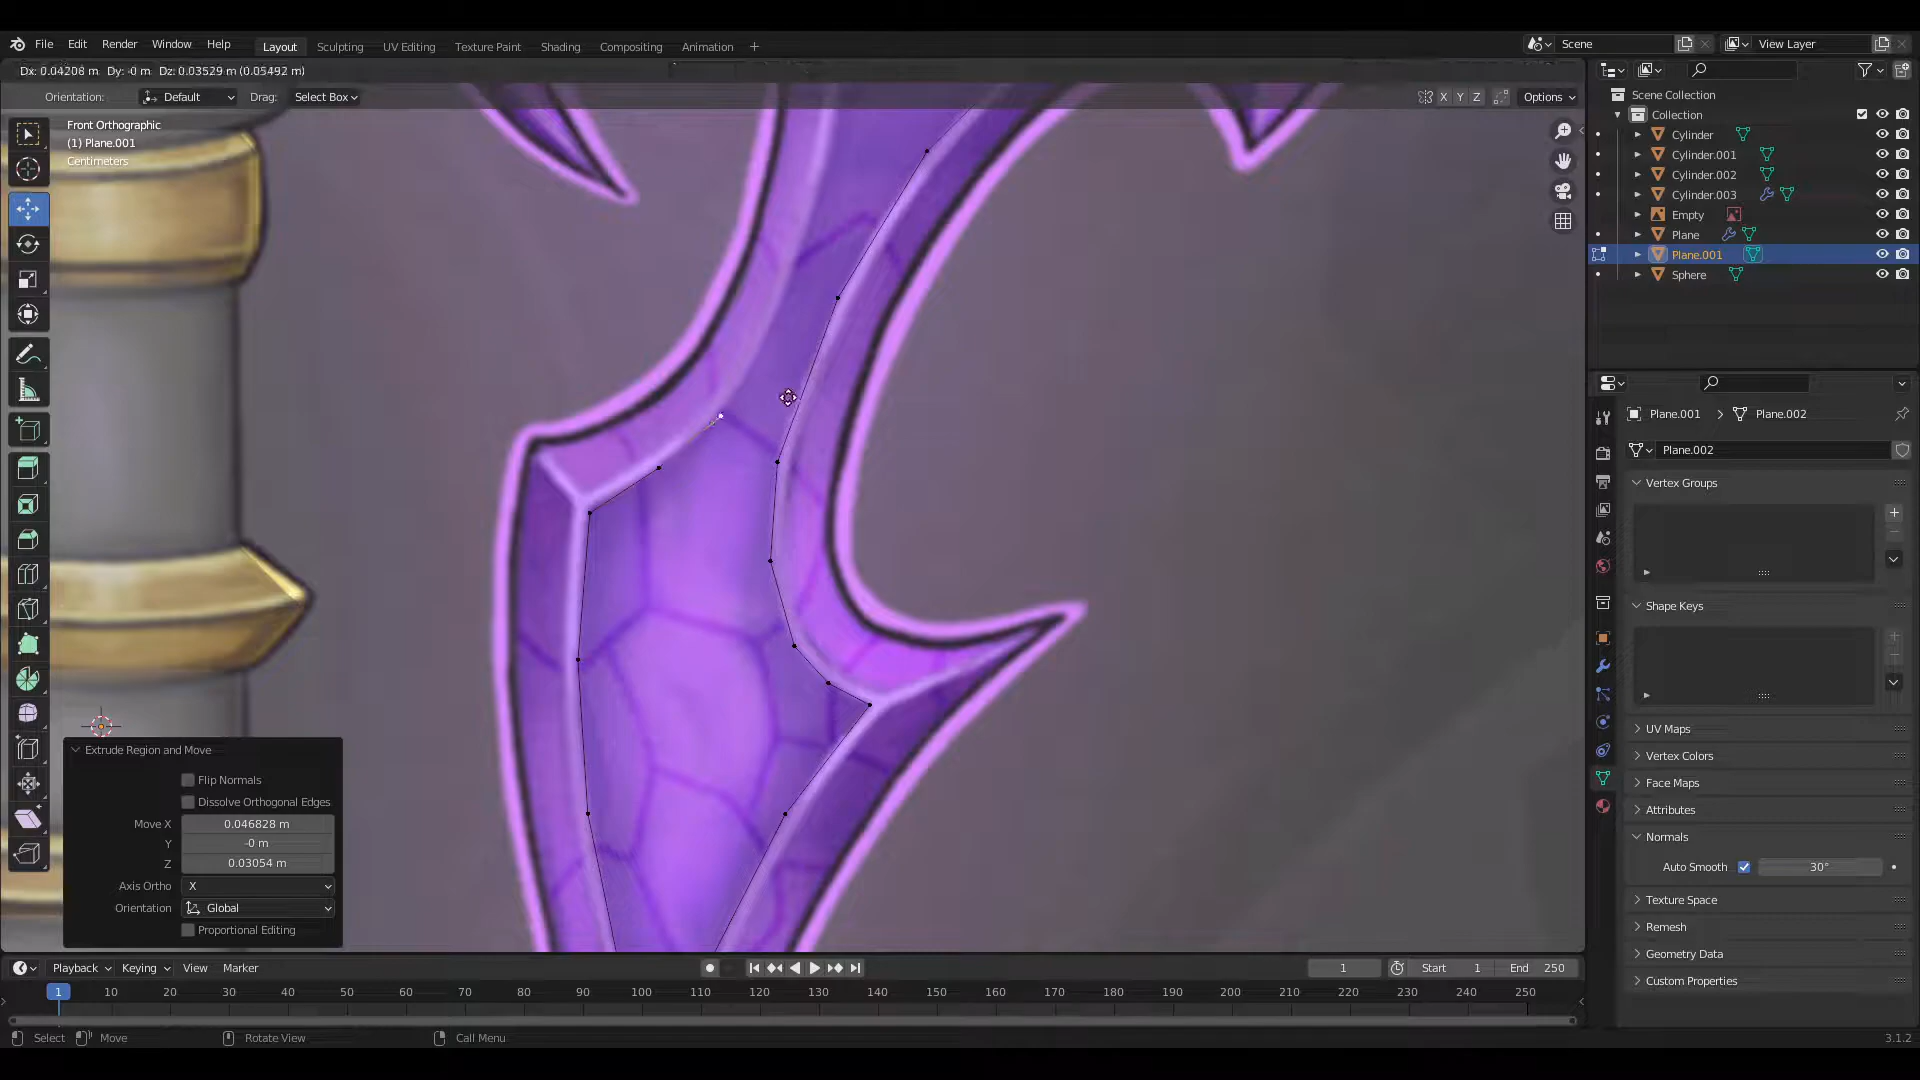 File Edit Render Window Help Layout Sculpting UV Editing Texture Paint Shading Compositing Animation + Scene View Layer
Dx: 0.04208 m Dy: -0 m Dz: 0.03529 m (0.05492 m)
Orientation: Default Drag: Select Box X Y Z Options
Front Orthographic
(1) Plane.001
Centimeters
Scene Collection
Collection
Cylinder
Cylinder.001
Cylinder.002
Cylinder.003
Empty
Plane
Plane.001
Sphere
Plane.001 > Plane.002
Plane.002
Vertex Groups
Shape Keys
UV Maps
Vertex Colors
Face Maps
Attributes
Normals
Auto Smooth 30°
Texture Space
Remesh
Geometry Data
Custom Properties
Extrude Region and Move
Flip Normals
Dissolve Orthogonal Edges
Move X 0.046828 m
Y -0 m
Z 0.03054 m
Axis Ortho X
Orientation Global
Proportional Editing
Playback Keying View Marker 1 Start 1 End 250
1 10 20 30 40 50 60 70 80 90 100 110 120 130 140 150 160 170 180 190 200 210 220 230 240 250
Select Move Rotate View Call Menu 3.1.2